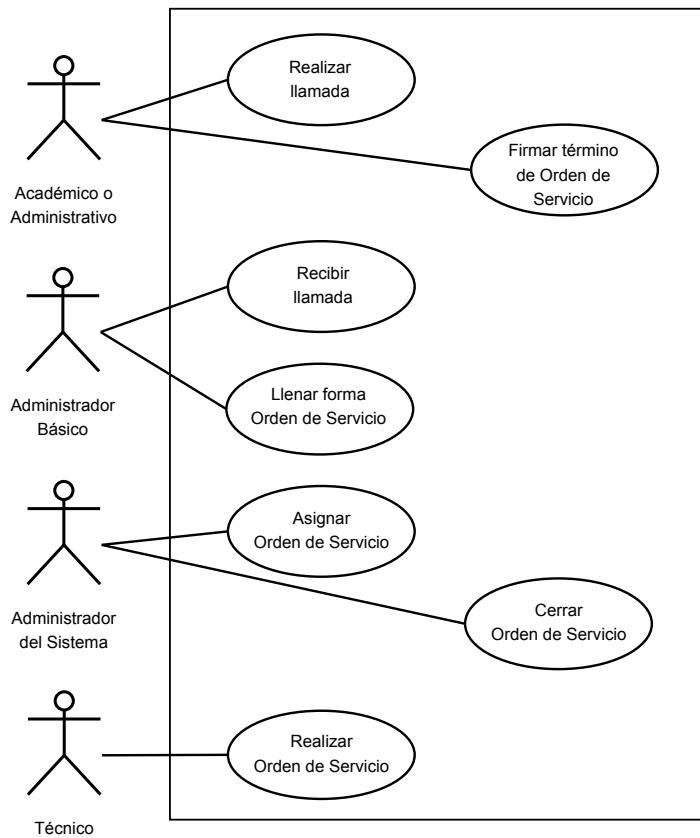 Realizar
llamada
Firmar término
de Orden de
Servicio
Académico o
Administrativo
Recibir
llamada
Llenar forma
Orden de Servicio
Administrador
Básico
Asignar
Orden de Servicio
Cerrar
Orden de Servicio
Administrador
del Sistema
Realizar
Orden de Servicio
Técnico